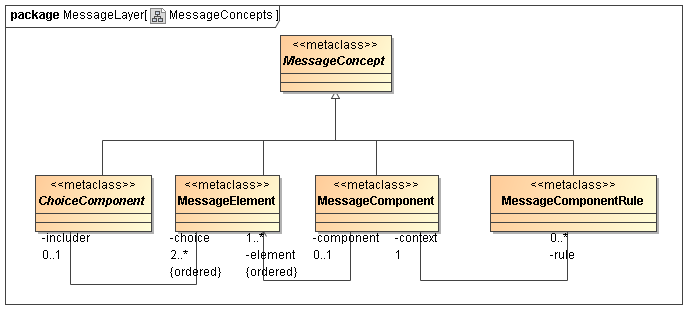 package MessageLayer[ MessageConcepts ]
<<metaclass>>
MessageConcept
<<metaclass>>
ChoiceComponent
<<metaclass>>
MessageElement
<<metaclass>>
MessageComponent
<<metaclass>>
MessageComponentRule
-includer
0..1
-choice
2..*
{ordered}
1..*
-element
{ordered}
-component
0..1
-context
1
0..*
-rule